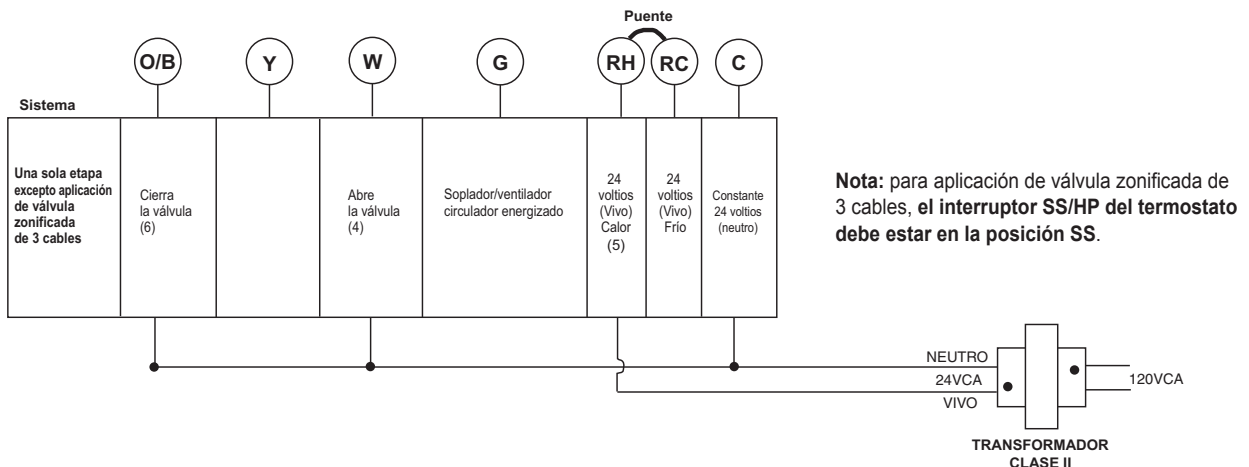 Puente
O/B
Y
W
G
RH
RC
C
Sistema
Una sola etapa
excepto aplicación
de válvula
zonificada
de 3 cables
Cierra
la válvula
(6)
Abre
la válvula
(4)
Soplador/ventilador
circulador energizado
24
voltios
(Vivo)
Calor
(5)
24
voltios
(Vivo)
Frío
Constante
24 voltios
(neutro)
Nota: para aplicación de válvula zonificada de
3 cables, el interruptor SS/HP del termostato
debe estar en la posición SS.
NEUTRO
24VCA
VIVO
120VCA
TRANSFORMADOR
CLASE II